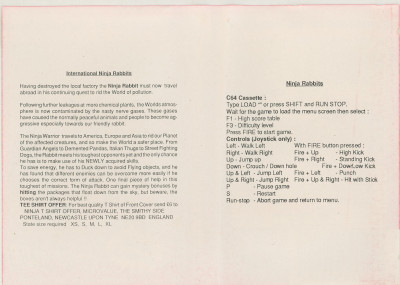 International Ninja Rabbits
Having destroyed the local factory the Ninja Rabbit must now travel
abroad in his continuing quest to rid the World of pollution.
Following further leakages at more chemical plants, the Worlds atmos-
phere is now contaminated by the nasty nerve gases. These gases
have caused the normally peaceful animals and people to become ag-
gressive especially towards our friendly rabbit.
The Ninja Warrior travels to America, Europe and Asia to rid our Planet
of the affected creatures, and so make the World a safer place. From
Guardian Angels to Demented Pandas, Italian Thugs to Street Fighting
Dogs, the Rabbit meets his toughest opponents yet and the only chance
he has is to make use of his NEWLY acquired skills.
To save energy, he has to Duck down to avoid Flying objects, and he
has found that different enemies can be overcome more easily if he
chooses the correct form of attack. One final piece of help in this
toughest of missions. The Ninja Rabbit can gain mystery bonuses by
hitting the packages that float down from the sky, but beware, the
boxes aren't always helpful !!
TEE SHIRT OFFER: For best quality T Shirt of Front Cover send £6 to
NINJA T SHIRT OFFER, MICROVALUE, THE SMITHY SIDE
PONTELAND, NEWCASTLE UPON TYNE NE20 9BD ENGLAND
State size required XS, S, M, L, XL
Ninja Rabbits
C64 Cassette :
Type LOAD "" or press SHIFT and RUN STOP.
Wait for the game to load the menu screen then select :
F1 - High score table
F3 - Difficulty level
Press FIRE to start game.
Controls (Joystick only) :
Left - Walk Left With FIRE button pressed :
Right - Walk Right Fire + Up - High Kick
Up - Jump up Fire + Right - Standing Kick
Down - Crouch / Down hole Fire + Down Low Kick
Up & Left - Jump Left Fire + Left - Punch
Up & Right - Jump Right Fire + Up & Right - Hit with Stick
P - Pause game
S - Restart
Run-stop - Abort game and return to menu.